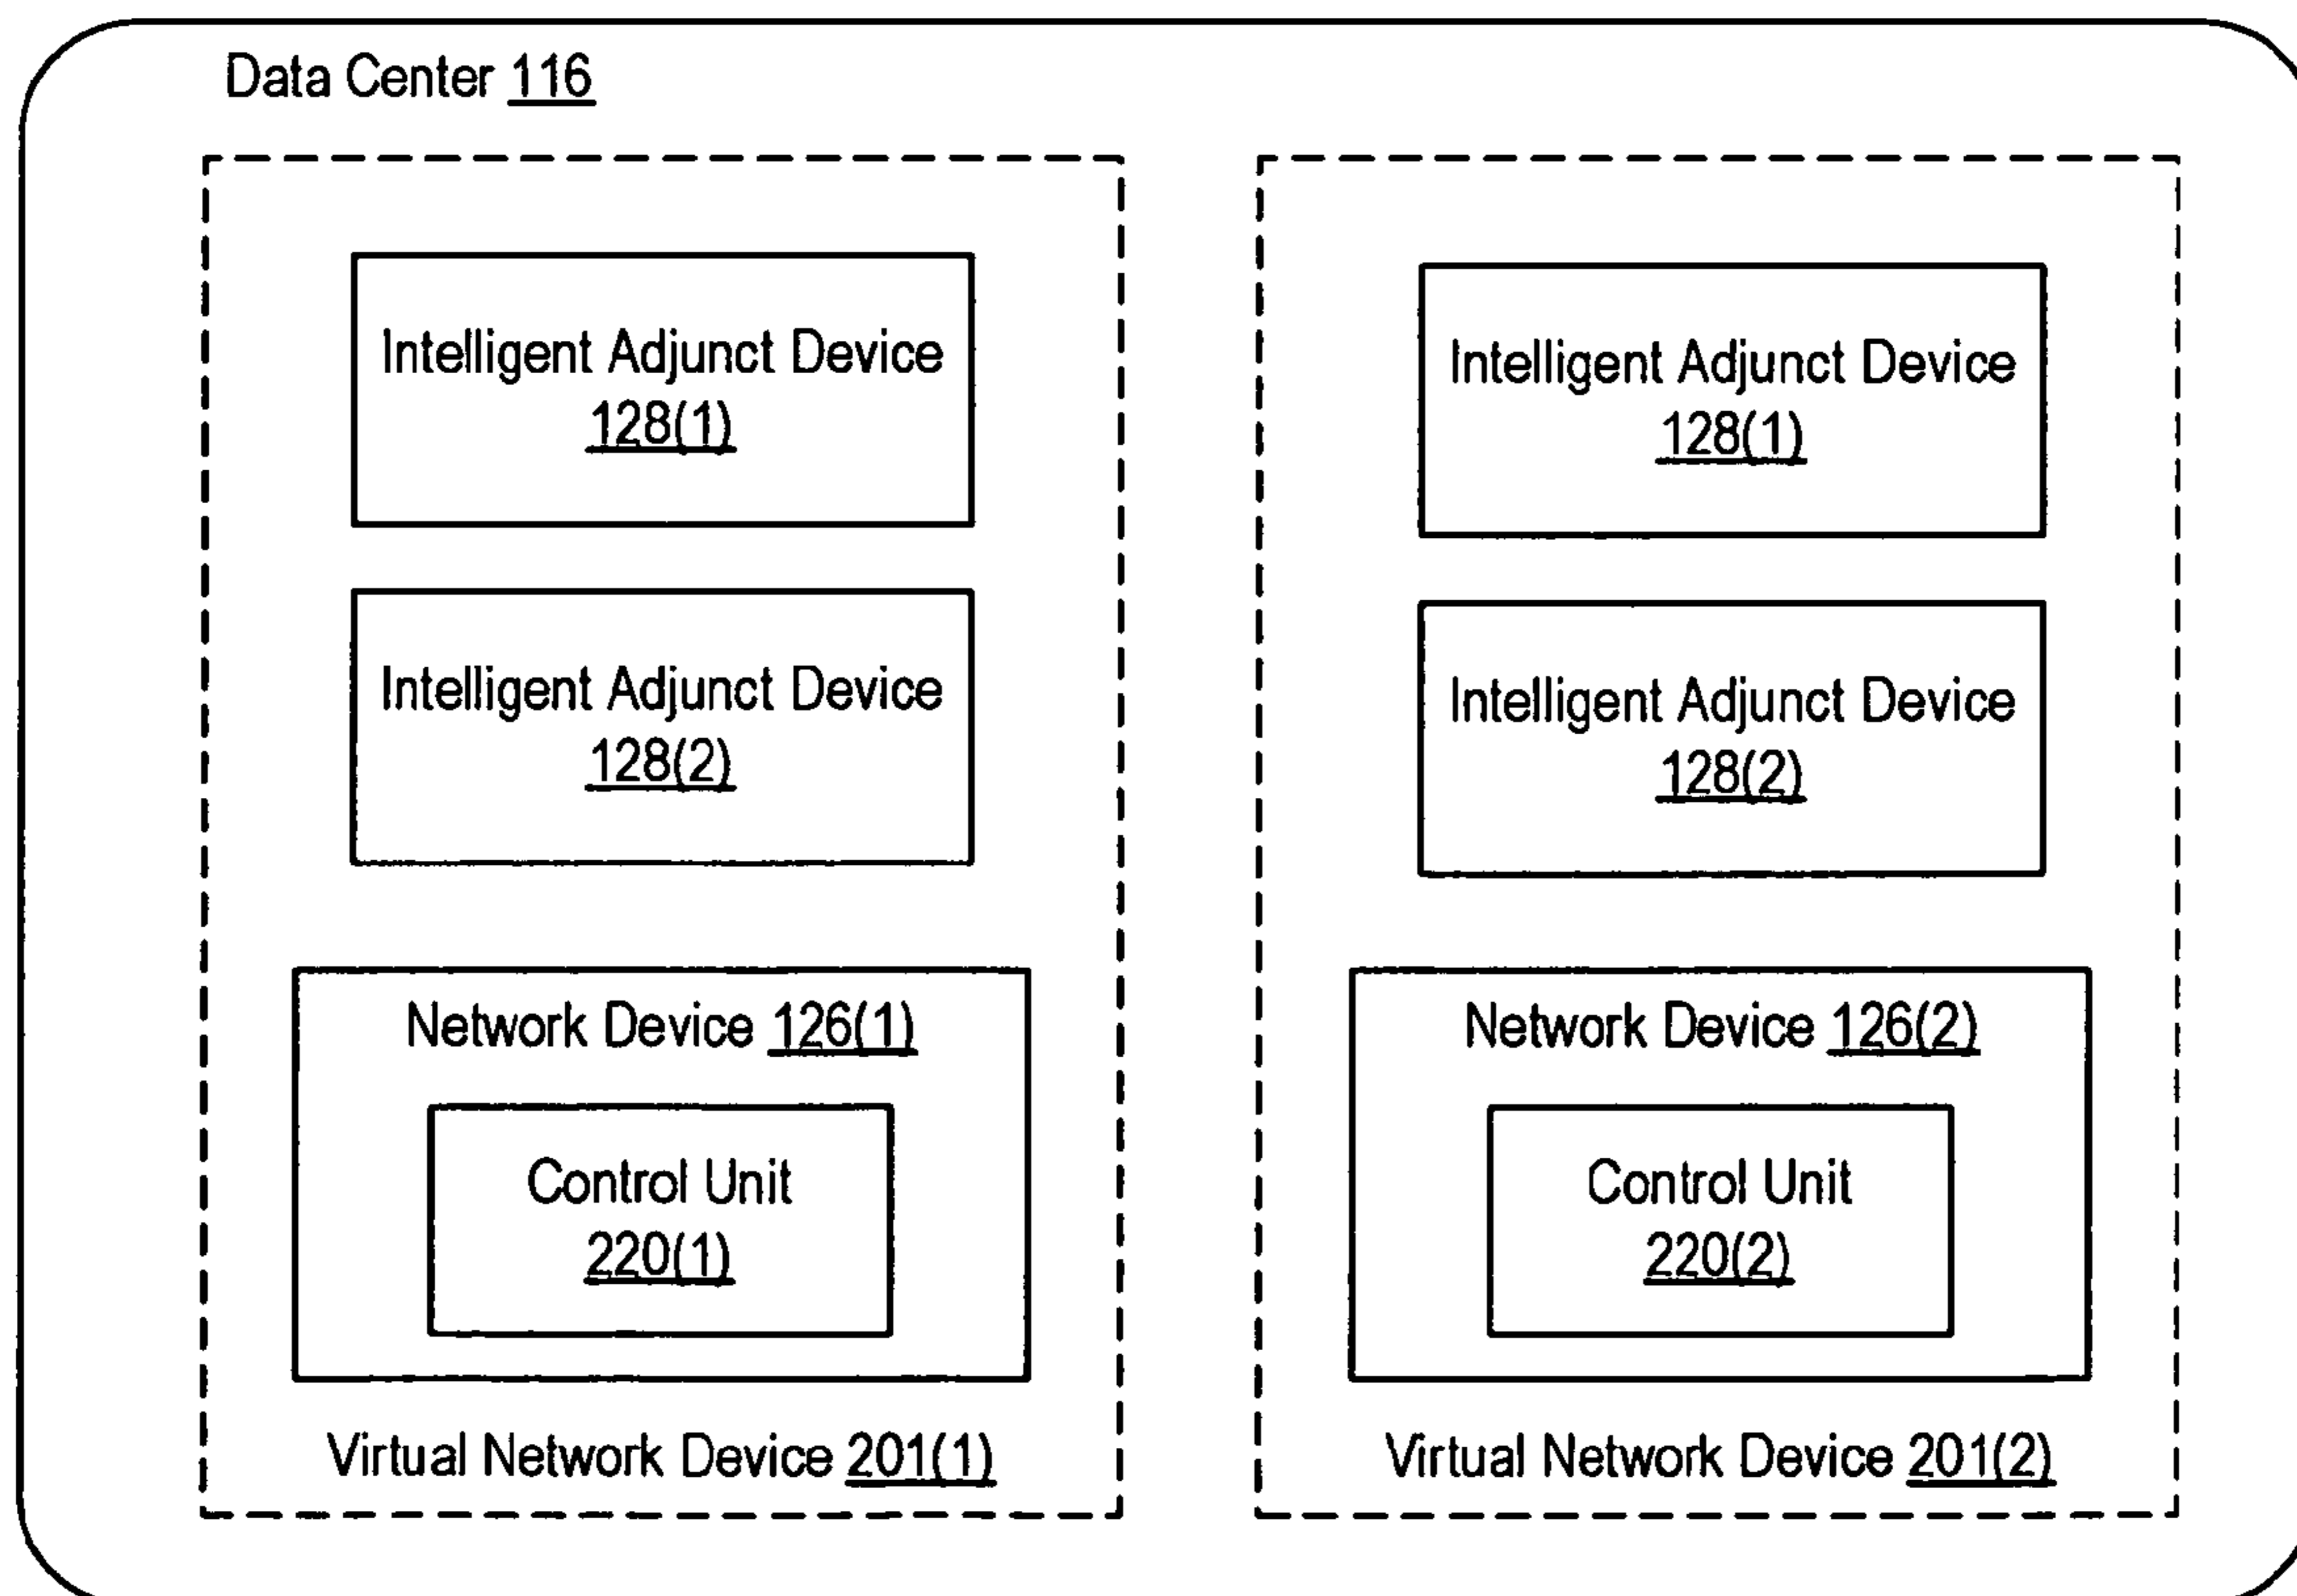 Data Center 116
Intelligent Adjunct Device
128(1)
Intelligent Adjunct Device
128(2)
Network Device 126(1)
Control Unit
220(1)
Virtual Network Device 201(1)
Intelligent Adjunct Device
128(1)
Intelligent Adjunct Device
128(2)
Network Device 126(2)
Control Unit
220(2)
Virtual Network Device 201(2)